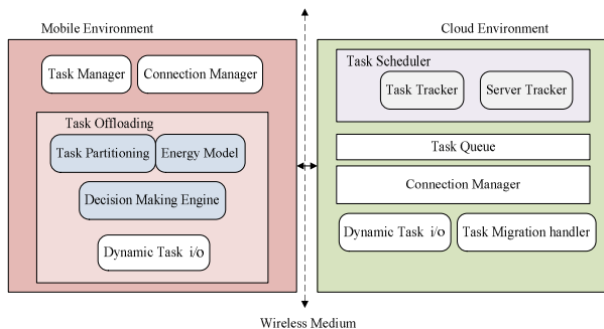 Mobile Environment
Task Manager
Connection Manager
Task Offloading
Task Partitioning
Energy Model
Decision Making Engine
Dynamic Task i/o
Cloud Environment
Task Scheduler
Task Tracker
Server Tracker
Task Queue
Connection Manager
Dynamic Task i/o
Task Migration handler
Wireless Medium